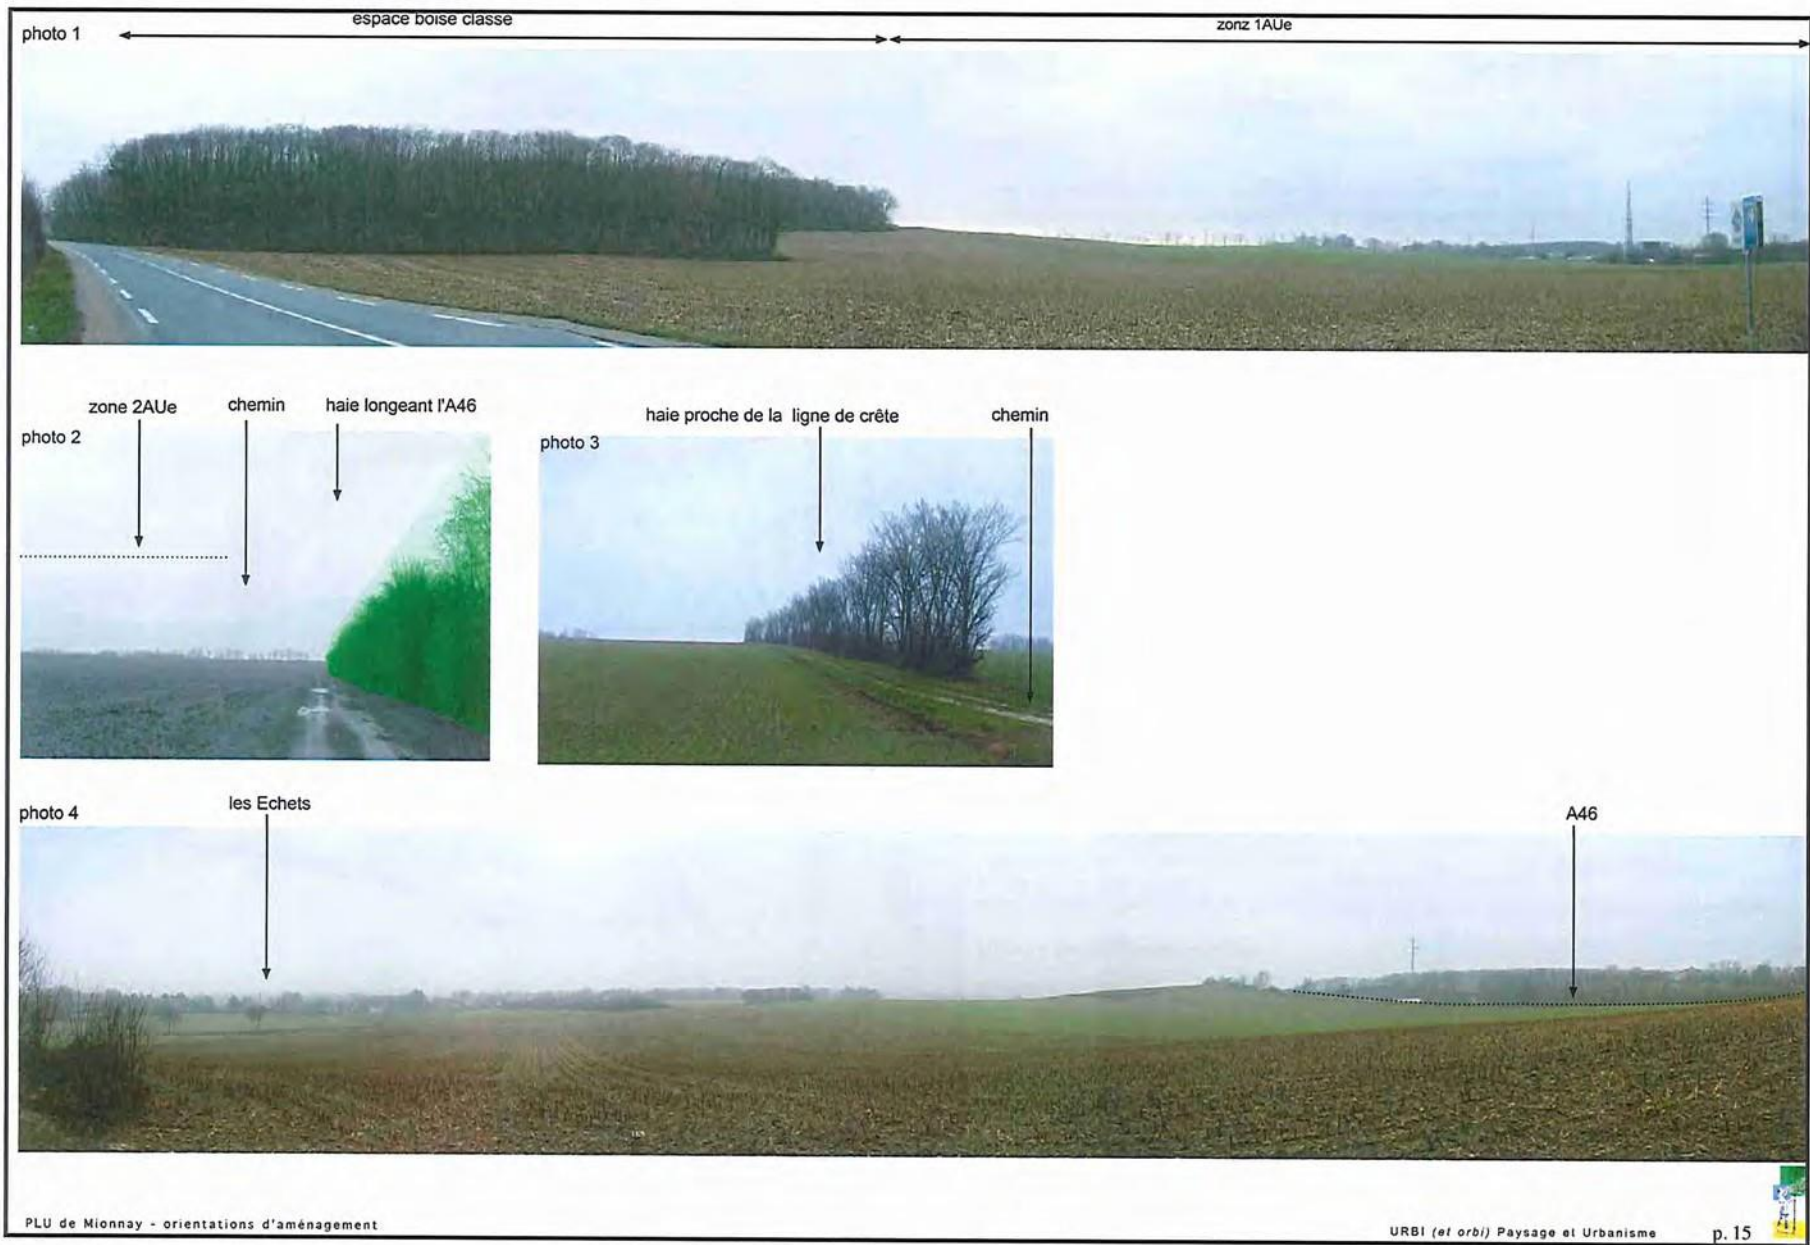 espace boise classe
zonz 1AUe
photo 1
zone 2AUe
chemin
haie longeant l'A46
photo 2
haie proche de la ligne de crête
chemin
photo 3
les Echets
A46
photo 4
PLU de Mionnay - orientations d'aménagement
URBI (et orbi) Paysage et Urbanisme
p. 15